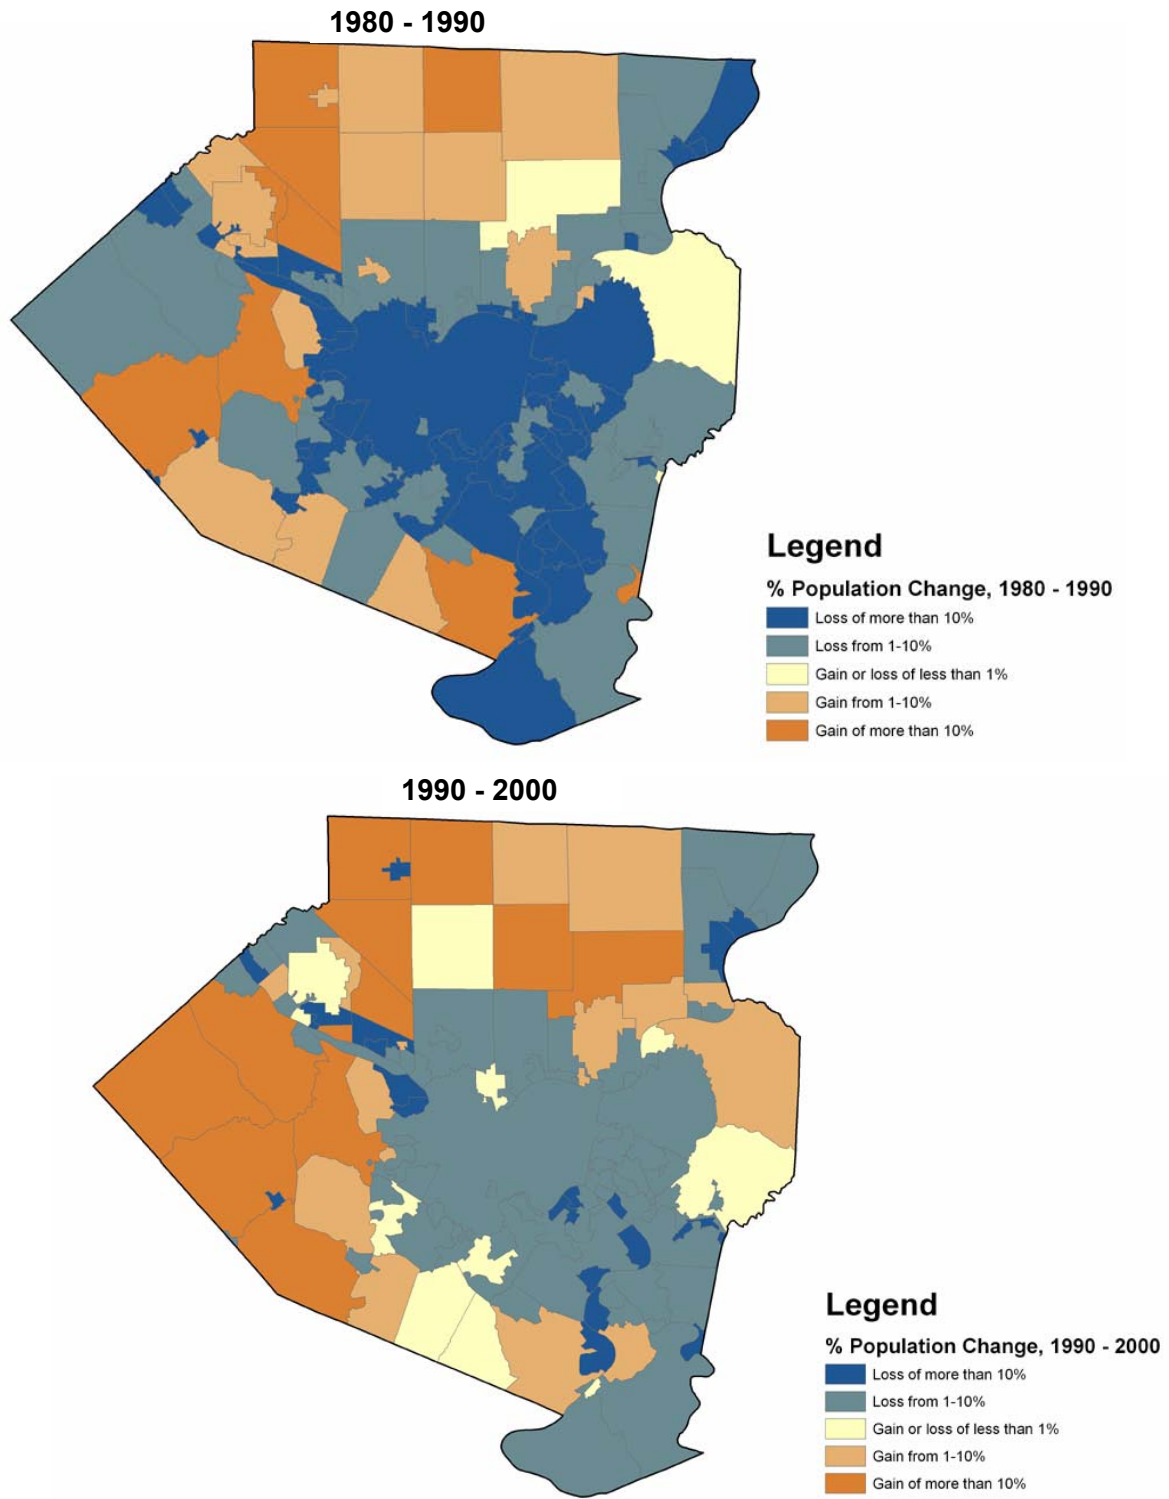 1980 - 1990
Legend
% Population Change, 1980 - 1990
Loss of more than 10%
Loss from 1-10%
Gain or loss of less than 1%
Gain from 1-10%
Gain of more than 10%
1990 - 2000
Legend
% Population Change, 1990 - 2000
Loss of more than 10%
Loss from 1-10%
Gain or loss of less than 1%
Gain from 1-10%
Gain of more than 10%